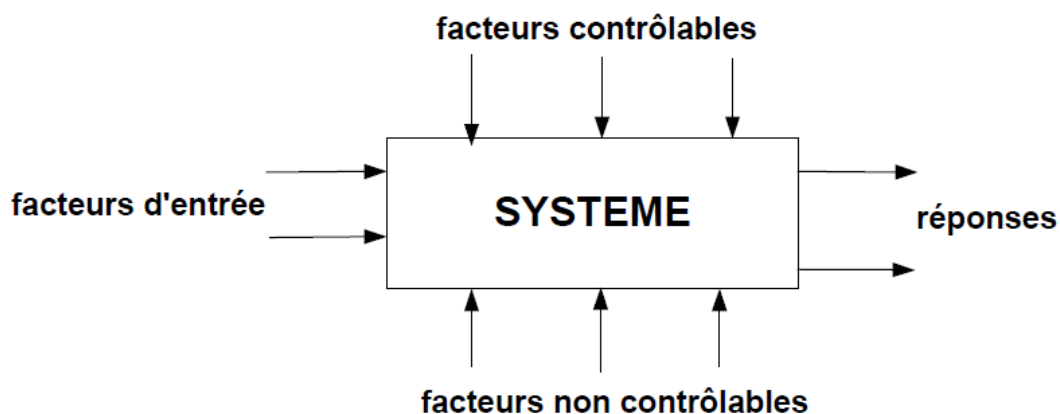 facteurs contrôlables
facteurs d'entrée
SYSTEME
réponses
facteurs non contrôlables